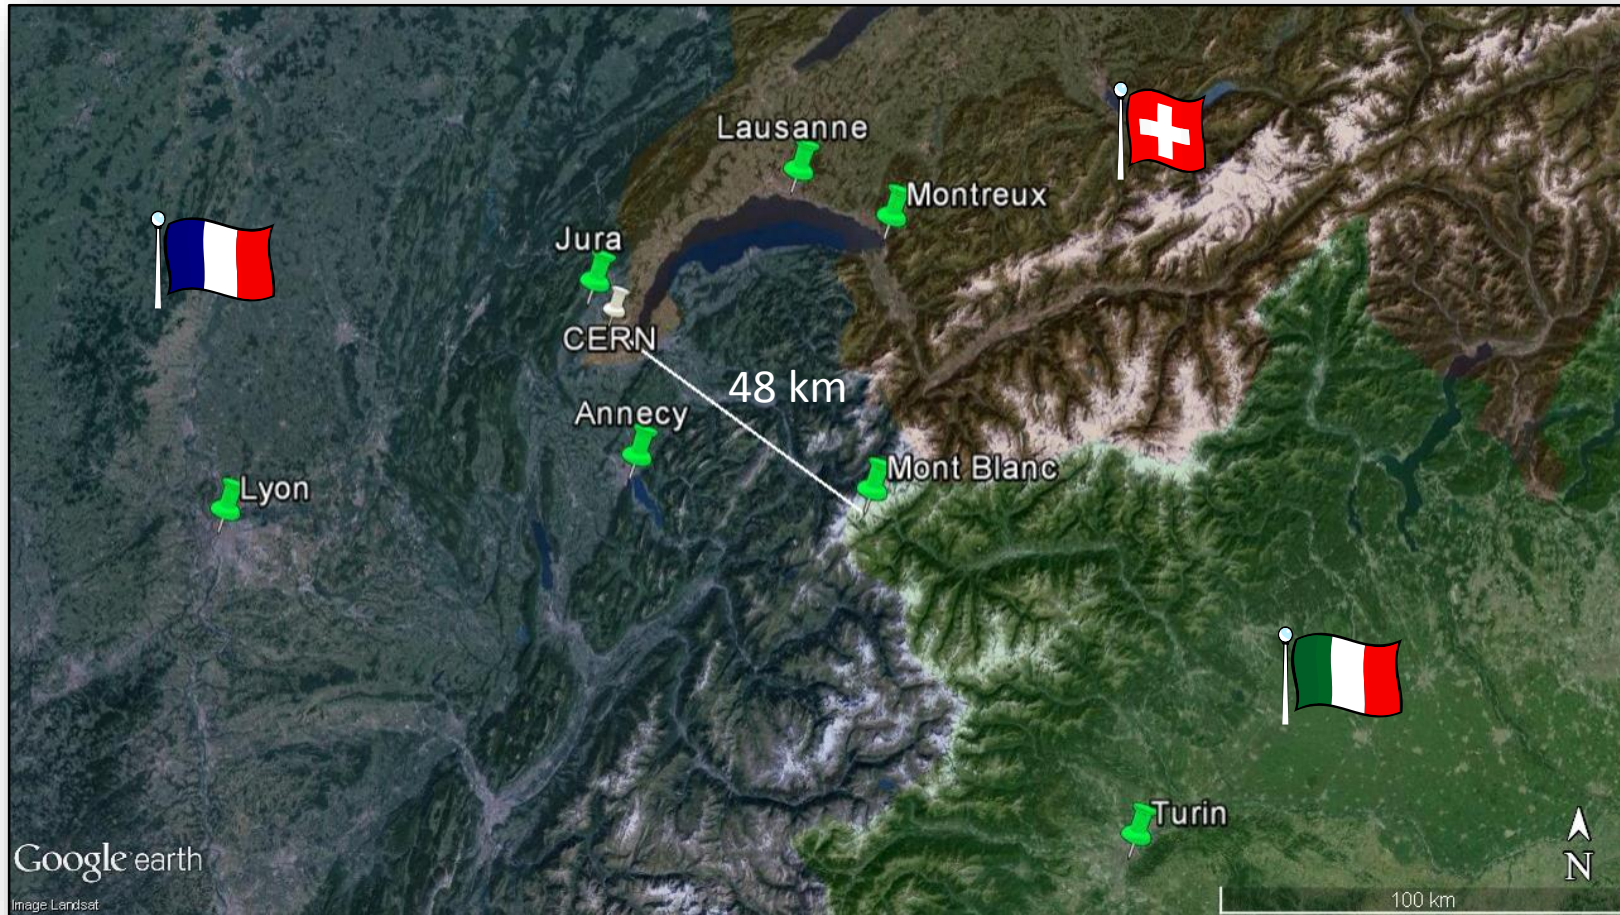 Lausanne
Montreux
Jura
CERN
48 km
Annecy
Mont Blanc
Lyon
Turin
N
Google earth
Image Landsat
100 km